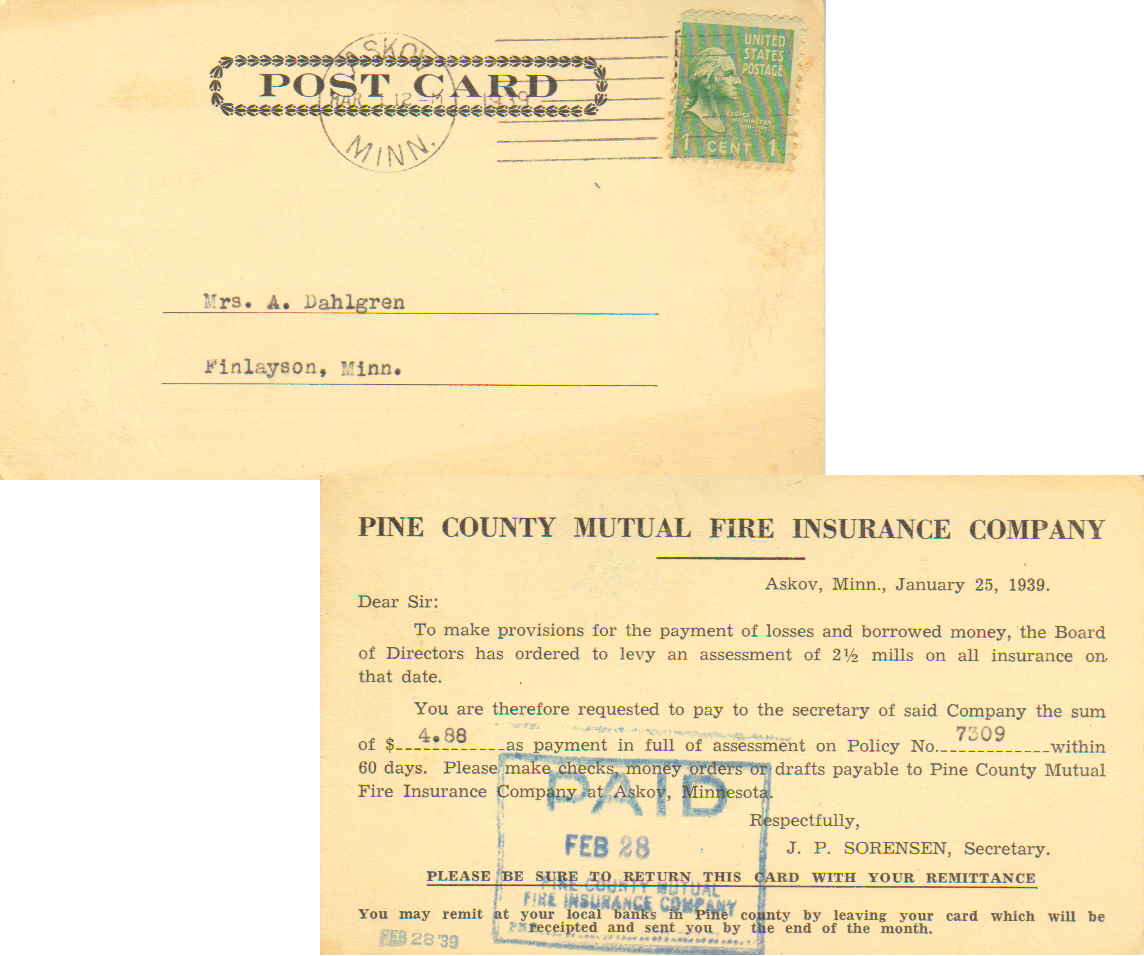 POST CARD
ASKOV
MAR 1 12-M 1939
MINN.
UNITED
STATES
POSTAGE
GEORGE
WASHINGTON
1 CENT 1
Mrs. A. Dahlgren
Finlayson, Minn.
PINE COUNTY MUTUAL FIRE INSURANCE COMPANY
Askov, Minn., January 25, 1939.
Dear Sir:
To make provisions for the payment of losses and borrowed money, the Board
of Directors has ordered to levy an assessment of 2½ mills on all insurance on
that date.
You are therefore requested to pay to the secretary of said Company the sum
of $ 4.88 as payment in full of assessment on Policy No. 7309 within
60 days. Please make checks, money orders or drafts payable to Pine County Mutual
Fire Insurance Company at Askov, Minnesota.
PAID
Respectfully,
FEB 28
J. P. SORENSEN, Secretary.
PLEASE BE SURE TO RETURN THIS CARD WITH YOUR REMITTANCE
PINE COUNTY MUTUAL
FIRE INSURANCE COMPANY
You may remit at your local banks in Pine county by leaving your card which will be
receipted and sent you by the end of the month.
FEB 28 '39